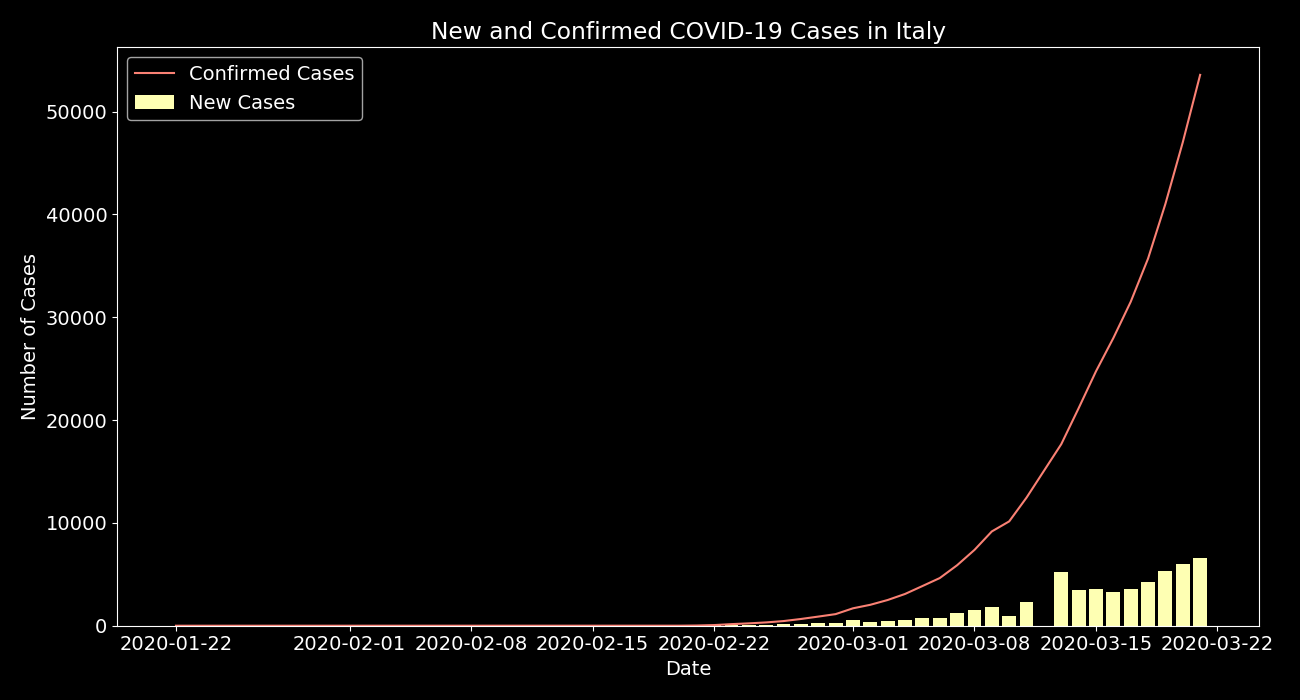 New and Confirmed COVID-19 Cases in Italy
Confirmed Cases
New Cases
Number of Cases
50000
40000
30000
20000
10000
0
2020-01-22 2020-02-01 2020-02-08 2020-02-15 2020-02-22 2020-03-01 2020-03-08 2020-03-15 2020-03-22
Date